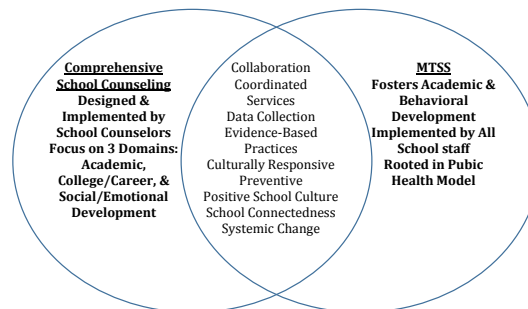 Comprehensive
School Counseling
Designed &
Implemented by
School Counselors
Focus on 3 Domains:
Academic,
College/Career, &
Social/Emotional
Development
Collaboration
Coordinated
Services
Data Collection
Evidence-Based
Practices
Culturally Responsive
Preventive
Positive School Culture
School Connectedness
Systemic Change
MTSS
Fosters Academic &
Behavioral
Development
Implemented by All
School staff
Rooted in Pubic
Health Model